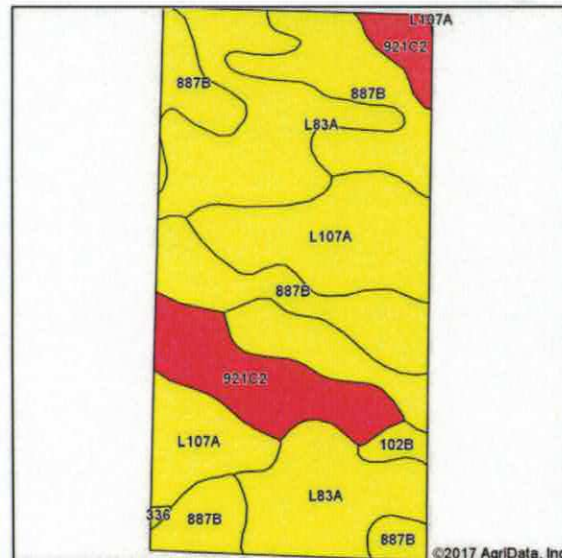 L107A
921C2
887B
887B
L83A
L107A
887B
921C2
L107A
102B
L83A
336
887B
887B
©2017 AgriData, Inc